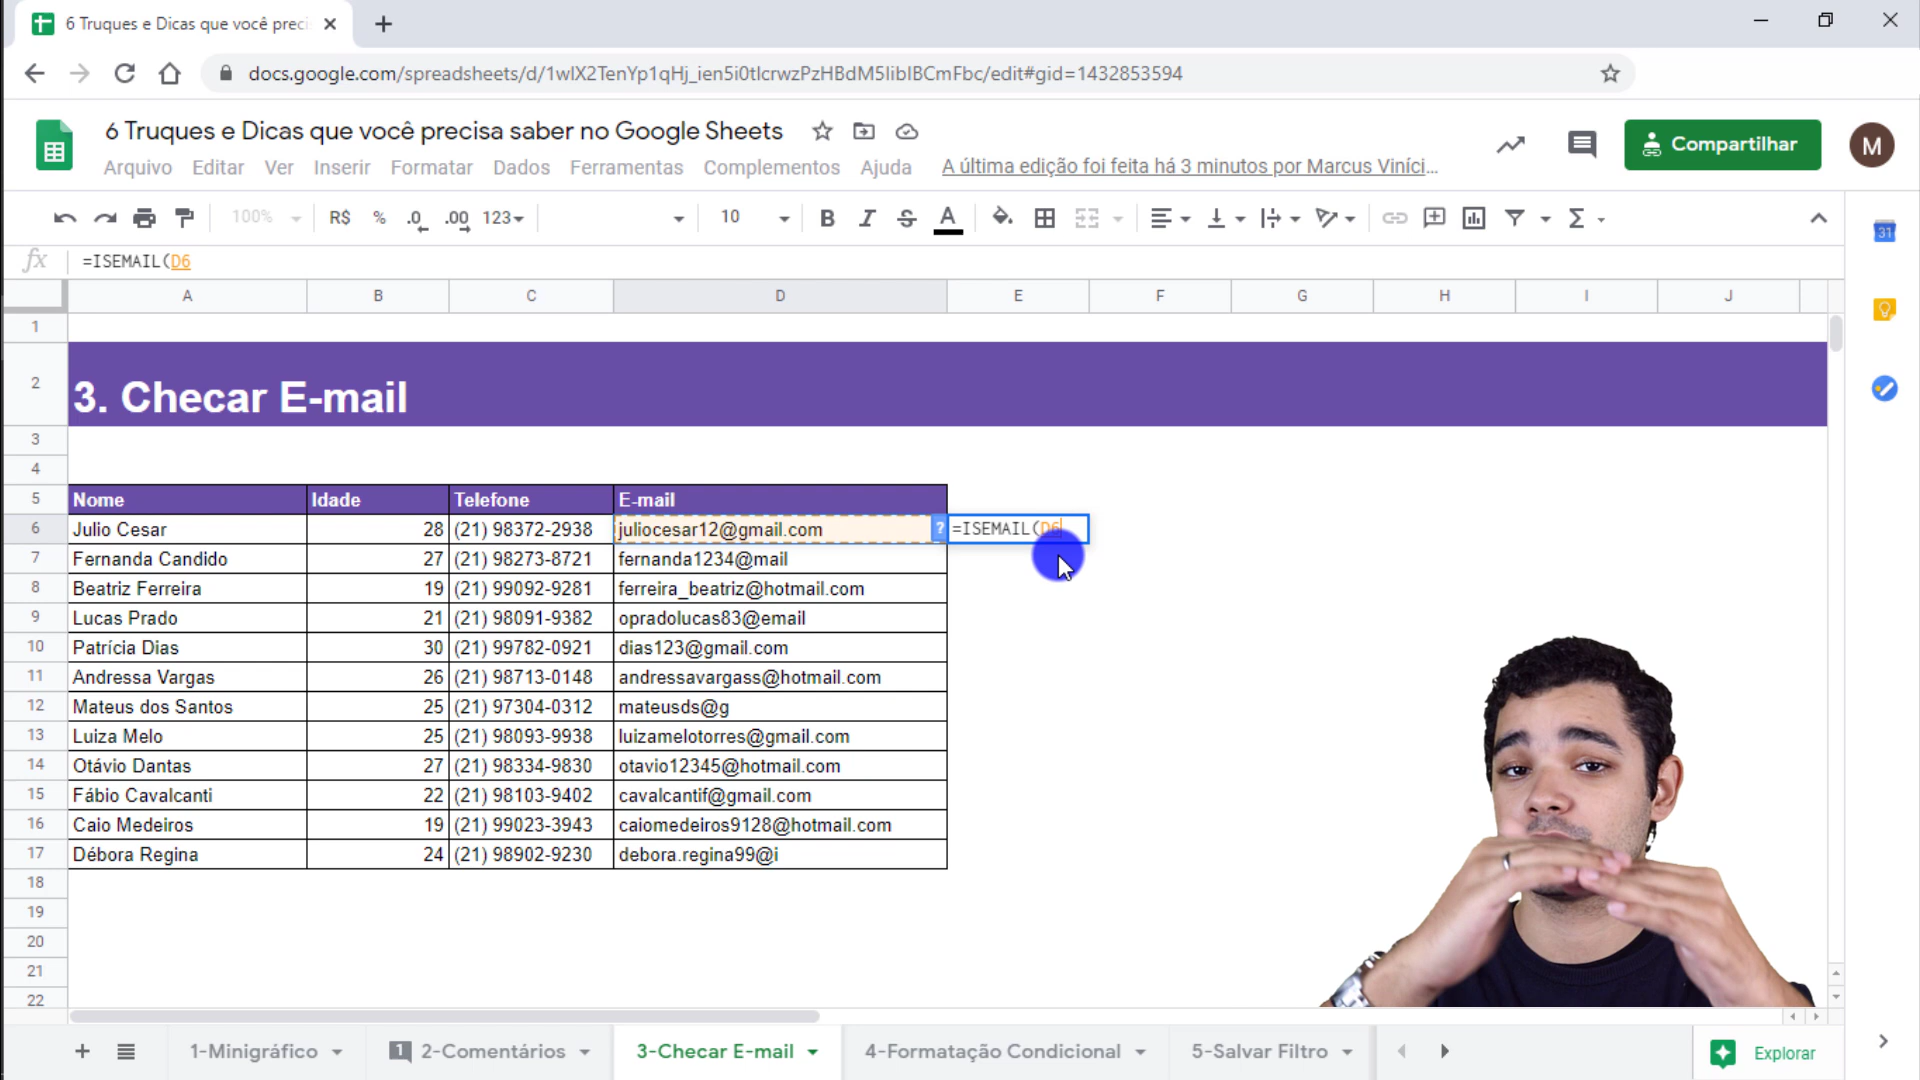 6 Truques e Dicas que você preci
docs.google.com/spreadsheets/d/1wlX2TenYp1qHj_ien5i0tlcrwzPzHBdM5libIBCmFbc/edit#gid=1432853594
6 Truques e Dicas que você precisa saber no Google Sheets
Compartilhar
M
Arquivo Editar Ver Inserir Formatar Dados Ferramentas Complementos Ajuda A última edição foi feita há 3 minutos por Marcus Viníci...
100% R$ % .0 .00 123 10 B I S A Σ
31
fx =ISEMAIL(D6
A B C D E F G H I J
1
2 3. Checar E-mail
3
4
5 Nome Idade Telefone E-mail
6 Julio Cesar 28 (21) 98372-2938 juliocesar12@gmail.com ? =ISEMAIL(D6
7 Fernanda Candido 27 (21) 98273-8721 fernanda1234@mail
8 Beatriz Ferreira 19 (21) 99092-9281 ferreira_beatriz@hotmail.com
9 Lucas Prado 21 (21) 98091-9382 opradolucas83@email
10 Patrícia Dias 30 (21) 99782-0921 dias123@gmail.com
11 Andressa Vargas 26 (21) 98713-0148 andressavargass@hotmail.com
12 Mateus dos Santos 25 (21) 97304-0312 mateusds@g
13 Luiza Melo 25 (21) 98093-9938 luizamelotorres@gmail.com
14 Otávio Dantas 27 (21) 98334-9830 otavio12345@hotmail.com
15 Fábio Cavalcanti 22 (21) 98103-9402 cavalcantif@gmail.com
16 Caio Medeiros 19 (21) 99023-3943 caiomedeiros9128@hotmail.com
17 Débora Regina 24 (21) 98902-9230 debora.regina99@i
18
19
20
21
22
1-Minigráfico 1 2-Comentários 3-Checar E-mail 4-Formatação Condicional 5-Salvar Filtro Explorar